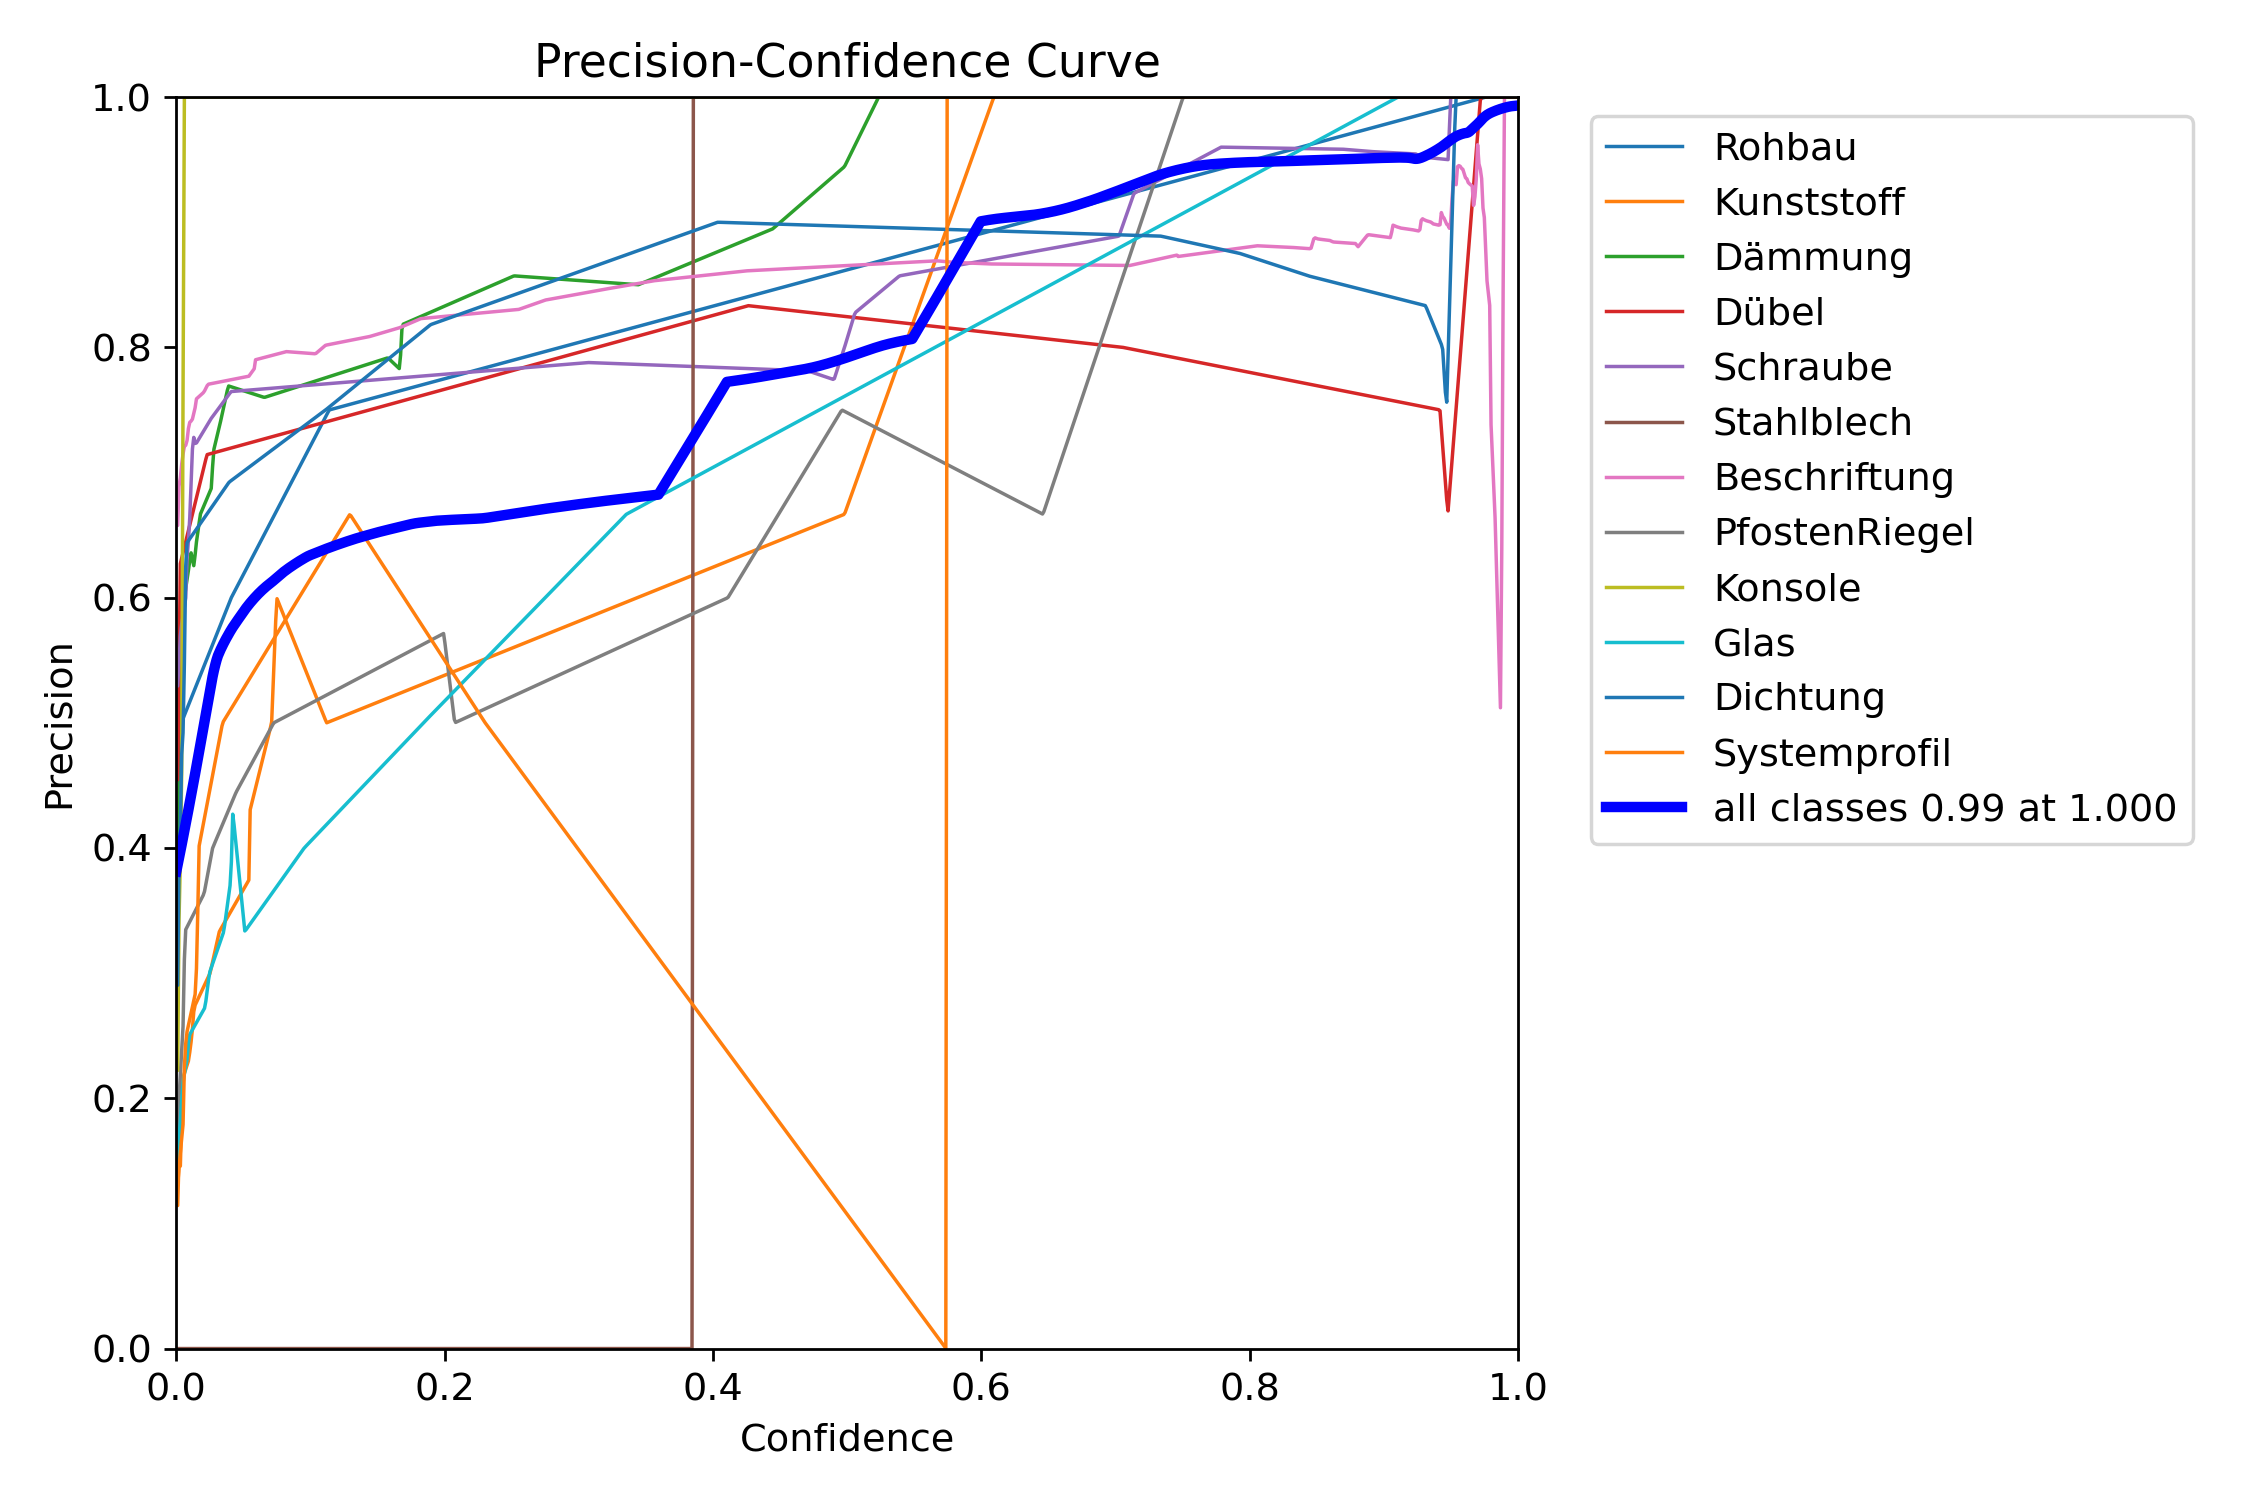 Precision-Confidence Curve
1.0
0.8
0.6
0.4
0.2
0.0
Precision
0.0 0.2 0.4 0.6 0.8 1.0
Confidence
Rohbau
Kunststoff
Dämmung
Dübel
Schraube
Stahlblech
Beschriftung
PfostenRiegel
Konsole
Glas
Dichtung
Systemprofil
all classes 0.99 at 1.000